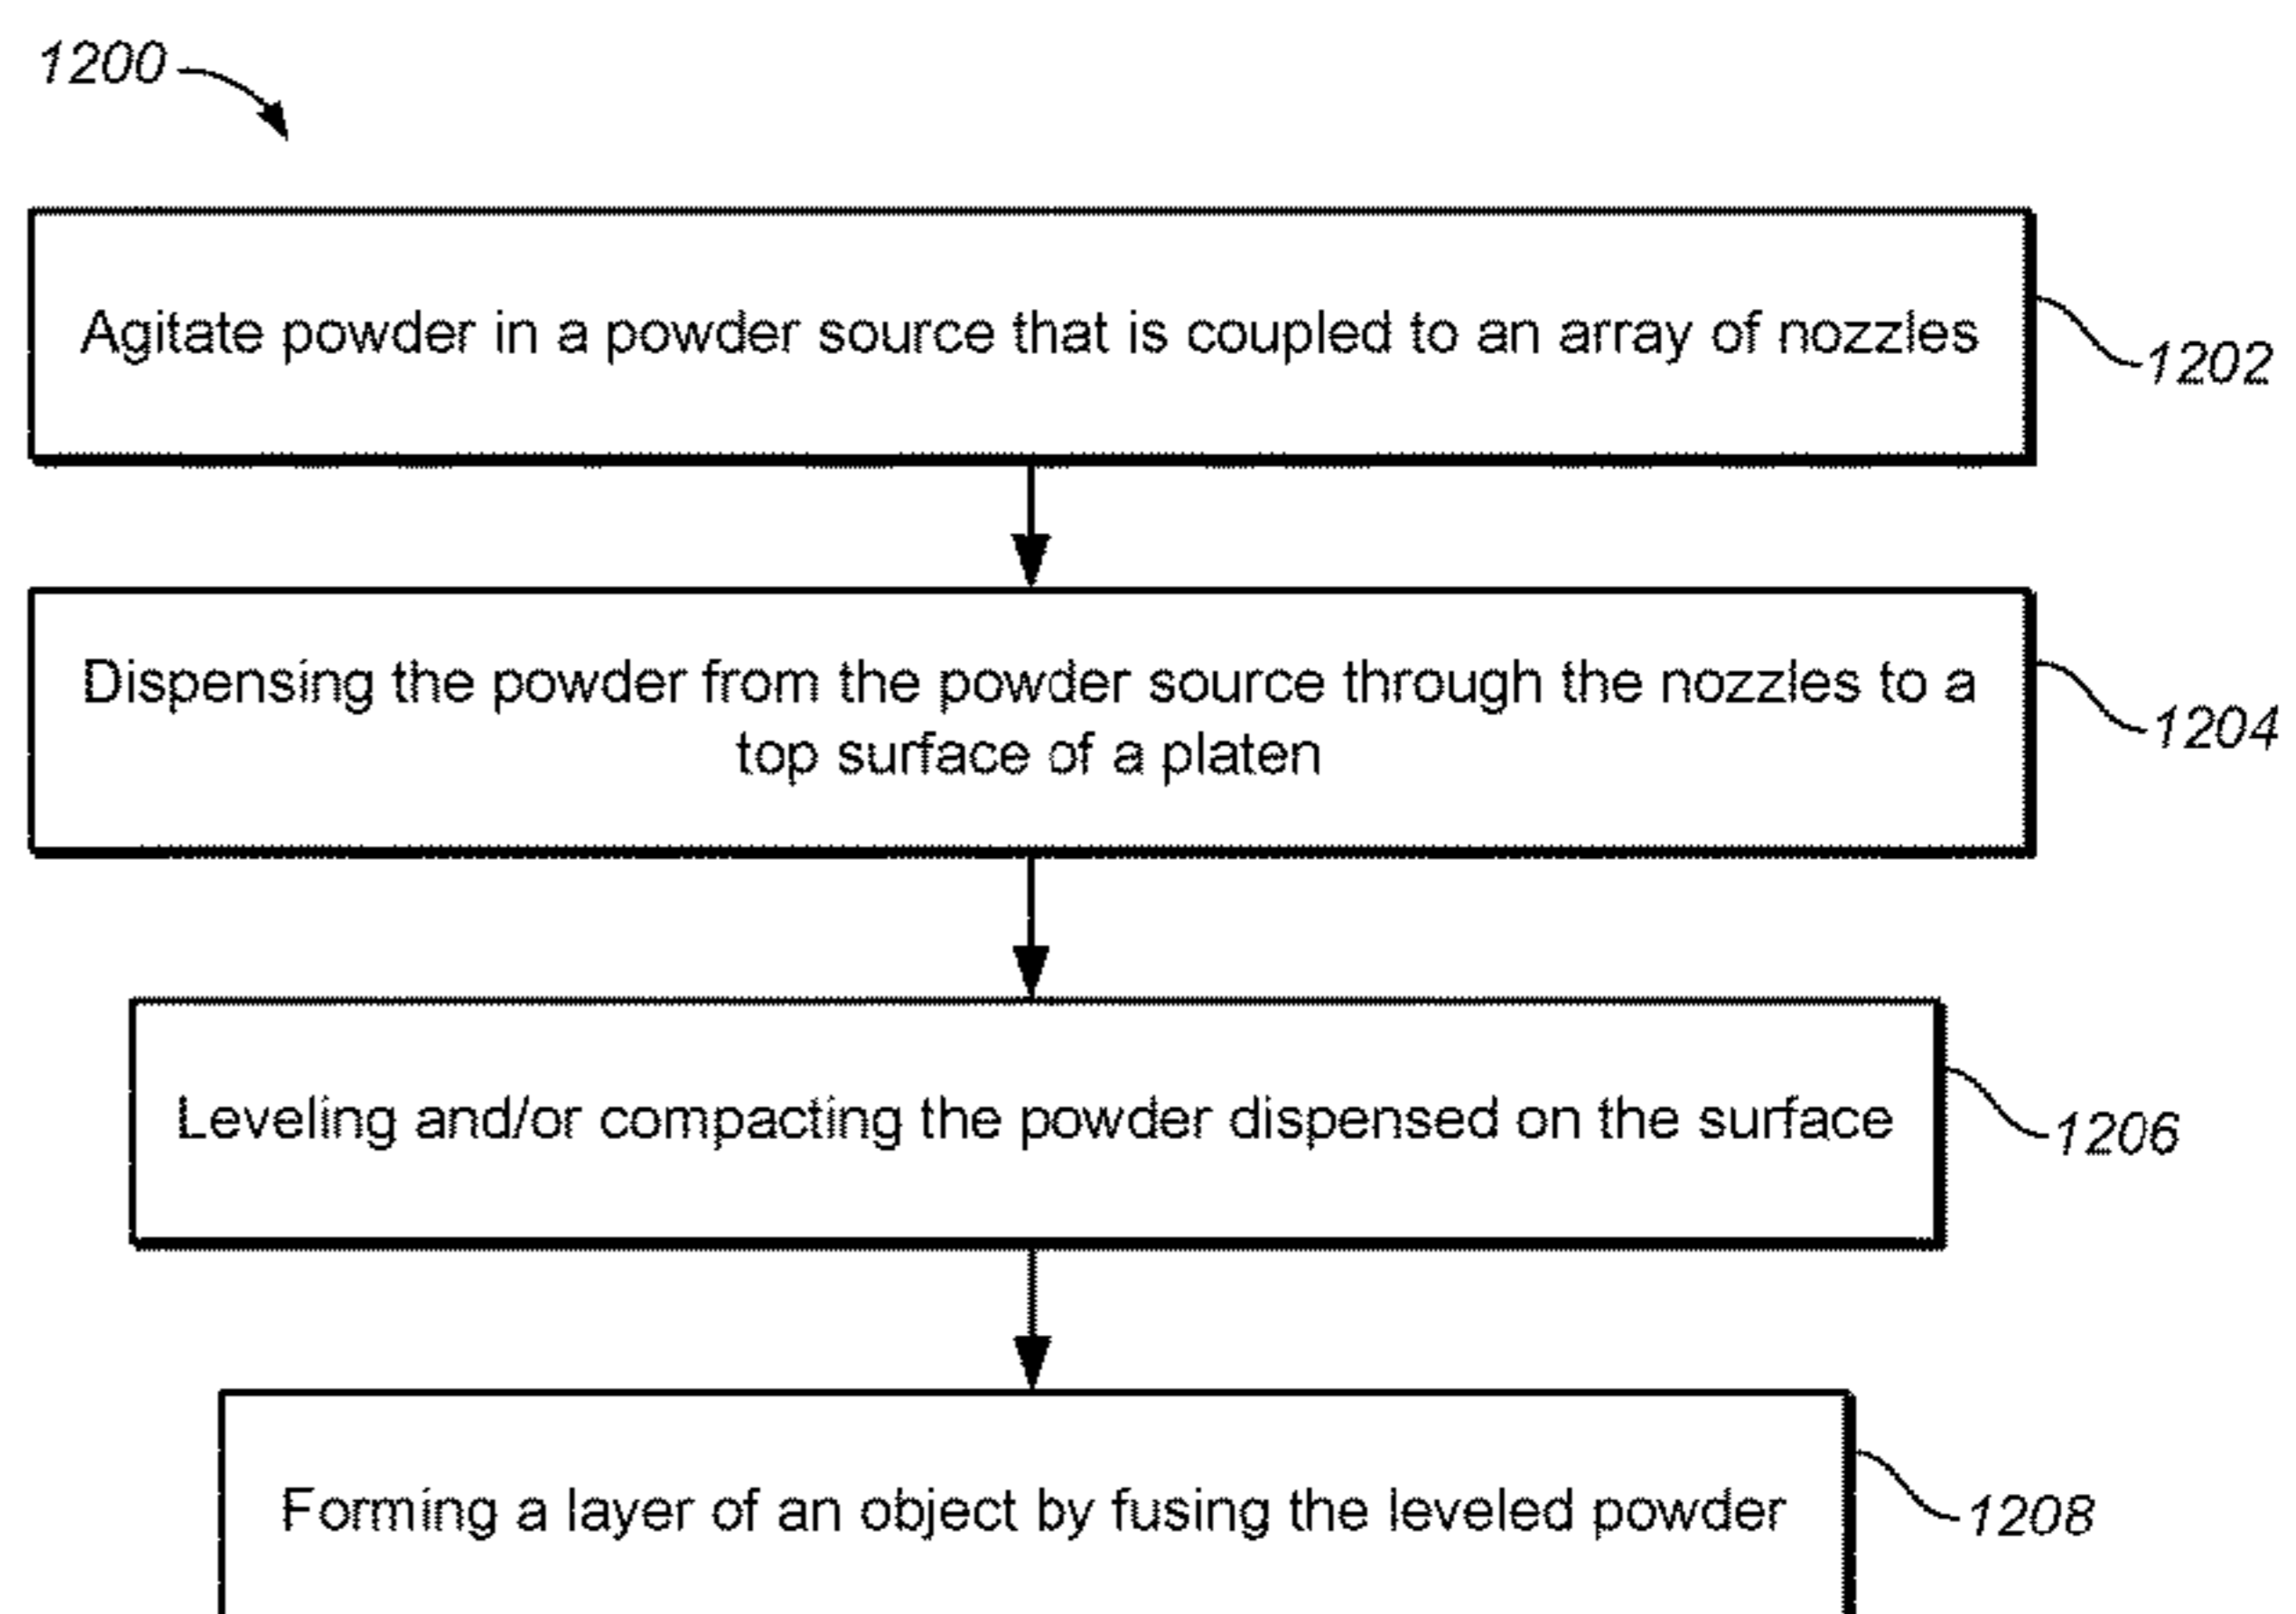 1200
Agitate powder in a powder source that is coupled to an array of nozzles
1202
Dispensing the powder from the powder source through the nozzles to a
top surface of a platen
1204
Leveling and/or compacting the powder dispensed on the surface
1206
Forming a layer of an object by fusing the leveled powder
1208